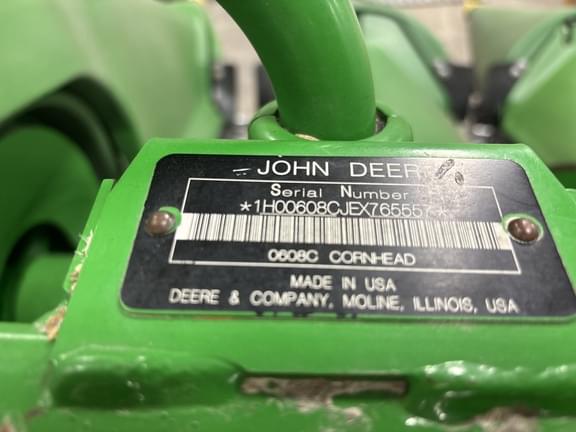 JOHN DEERE
Serial Number
*1H00608CJEX765557*
0608C CORNHEAD
MADE IN USA
DEERE & COMPANY, MOLINE, ILLINOIS, USA